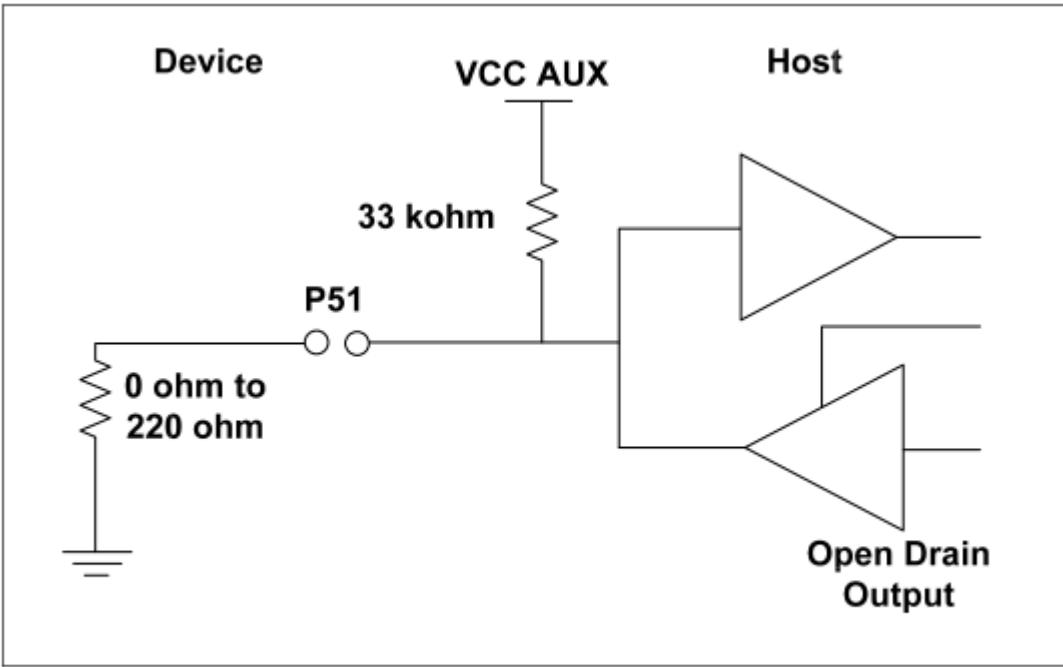 Device
VCC AUX
Host
33 kohm
P51
0 ohm to
220 ohm
Open Drain
Output